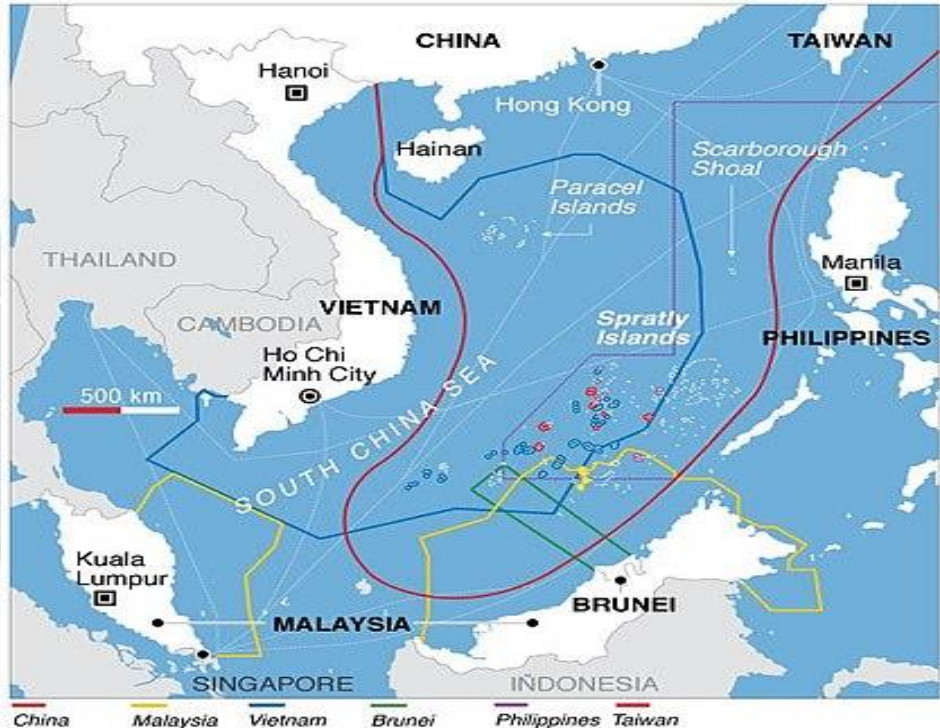 CHINA
TAIWAN
Hanoi
Hong Kong
Hainan
Scarborough
Shoal
Paracel
Islands
THAILAND
Manila
VIETNAM
CAMBODIA
Spratly
Islands
PHILIPPINES
Ho Chi
Minh City
500 km
SOUTH CHINA SEA
Kuala
Lumpur
BRUNEI
MALAYSIA
SINGAPORE
INDONESIA
China
Malaysia
Vietnam
Brunei
Philippines
Taiwan